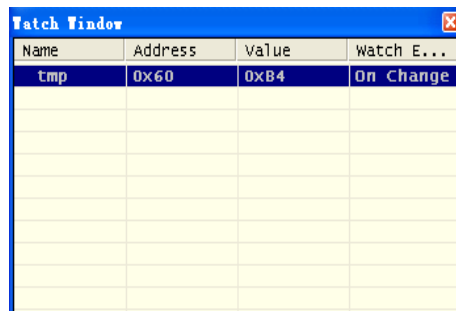 Watch Window
Name Address Value Watch E...
tmp 0x60 0xB4 On Change